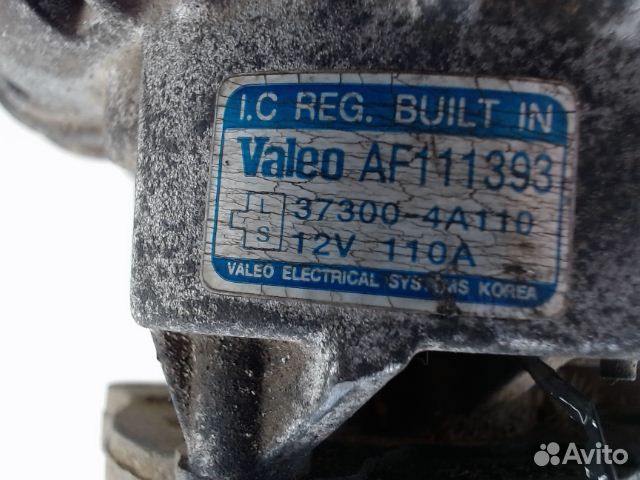 I.C REG. BUILT IN
Valeo AF111393
L 37300-4A110
S 12V 110A
VALEO ELECTRICAL SYSTEMS KOREA
Avito